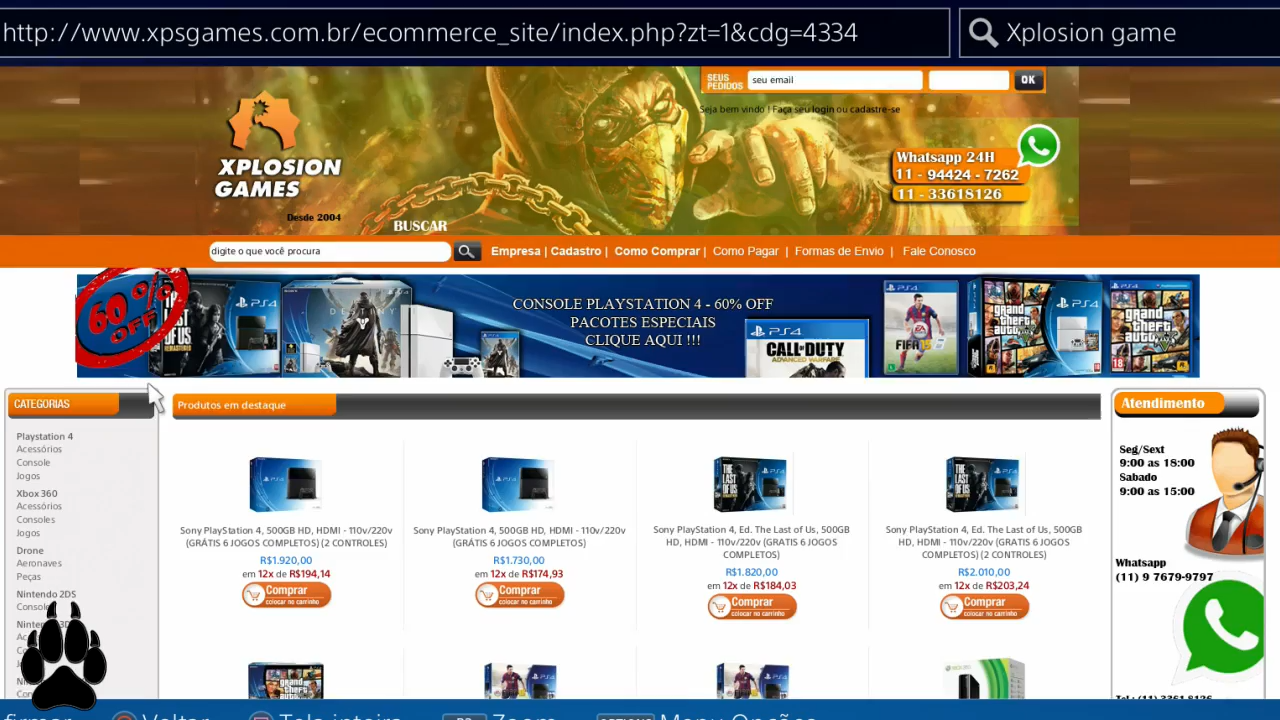 http://www.xpsgames.com.br/ecommerce_site/index.php?zt=1&cdg=4334
Xplosion game
SEUS PEDIDOS
seu email
OK
Seja bem vindo ! Faça seu login ou cadastre-se
XPLOSION
GAMES
Desde 2004
Whatsapp 24H
11 - 94424 - 7262
11 - 33618126
BUSCAR
digite o que você procura
Empresa | Cadastro | Como Comprar | Como Pagar | Formas de Envio | Fale Conosco
60% OFF
DESTINY
CONSOLE PLAYSTATION 4 - 60% OFF
PACOTES ESPECIAIS
CLIQUE AQUI !!!
PS4
CALL OF DUTY
ADVANCED WARFARE
FIFA 15
grand theft auto
CATEGORIAS
Playstation 4
Acessórios
Console
Jogos
Xbox 360
Acessórios
Consoles
Jogos
Drone
Aeronaves
Peças
Nintendo 2DS
Produtos em destaque
Sony PlayStation 4, 500GB HD, HDMI - 110v/220v
(GRÁTIS 6 JOGOS COMPLETOS) (2 CONTROLES)
R$1.920,00
em 12x de R$194,14
Comprar
colocar no carrinho
Sony PlayStation 4, 500GB HD, HDMI - 110v/220v
(GRÁTIS 6 JOGOS COMPLETOS)
R$1.730,00
em 12x de R$174,93
Comprar
colocar no carrinho
Sony PlayStation 4, Ed. The Last of Us, 500GB
HD, HDMI - 110v/220v (GRATIS 6 JOGOS
COMPLETOS)
R$1.820,00
em 12x de R$184,03
Comprar
colocar no carrinho
Sony PlayStation 4, Ed. The Last of Us, 500GB
HD, HDMI - 110v/220v (GRATIS 6 JOGOS
COMPLETOS) (2 CONTROLES)
R$2.010,00
em 12x de R$203,24
Comprar
colocar no carrinho
Atendimento
Seg/Sext
9:00 as 18:00
Sabado
9:00 as 15:00
Whatsapp
(11) 9 7679-9797
Tel : (11) 3361 8126
Voltar
Tela inteira
Zoom
OPTIONS
Menu Opções